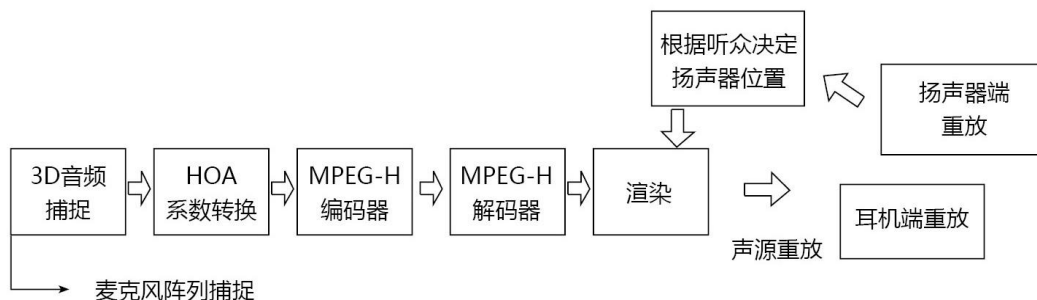 根据听众决定
扬声器位置
扬声器端
重放
3D音频
捕捉
HOA
系数转换
MPEG-H
编码器
MPEG-H
解码器
渲染
耳机端重放
声源重放
麦克风阵列捕捉